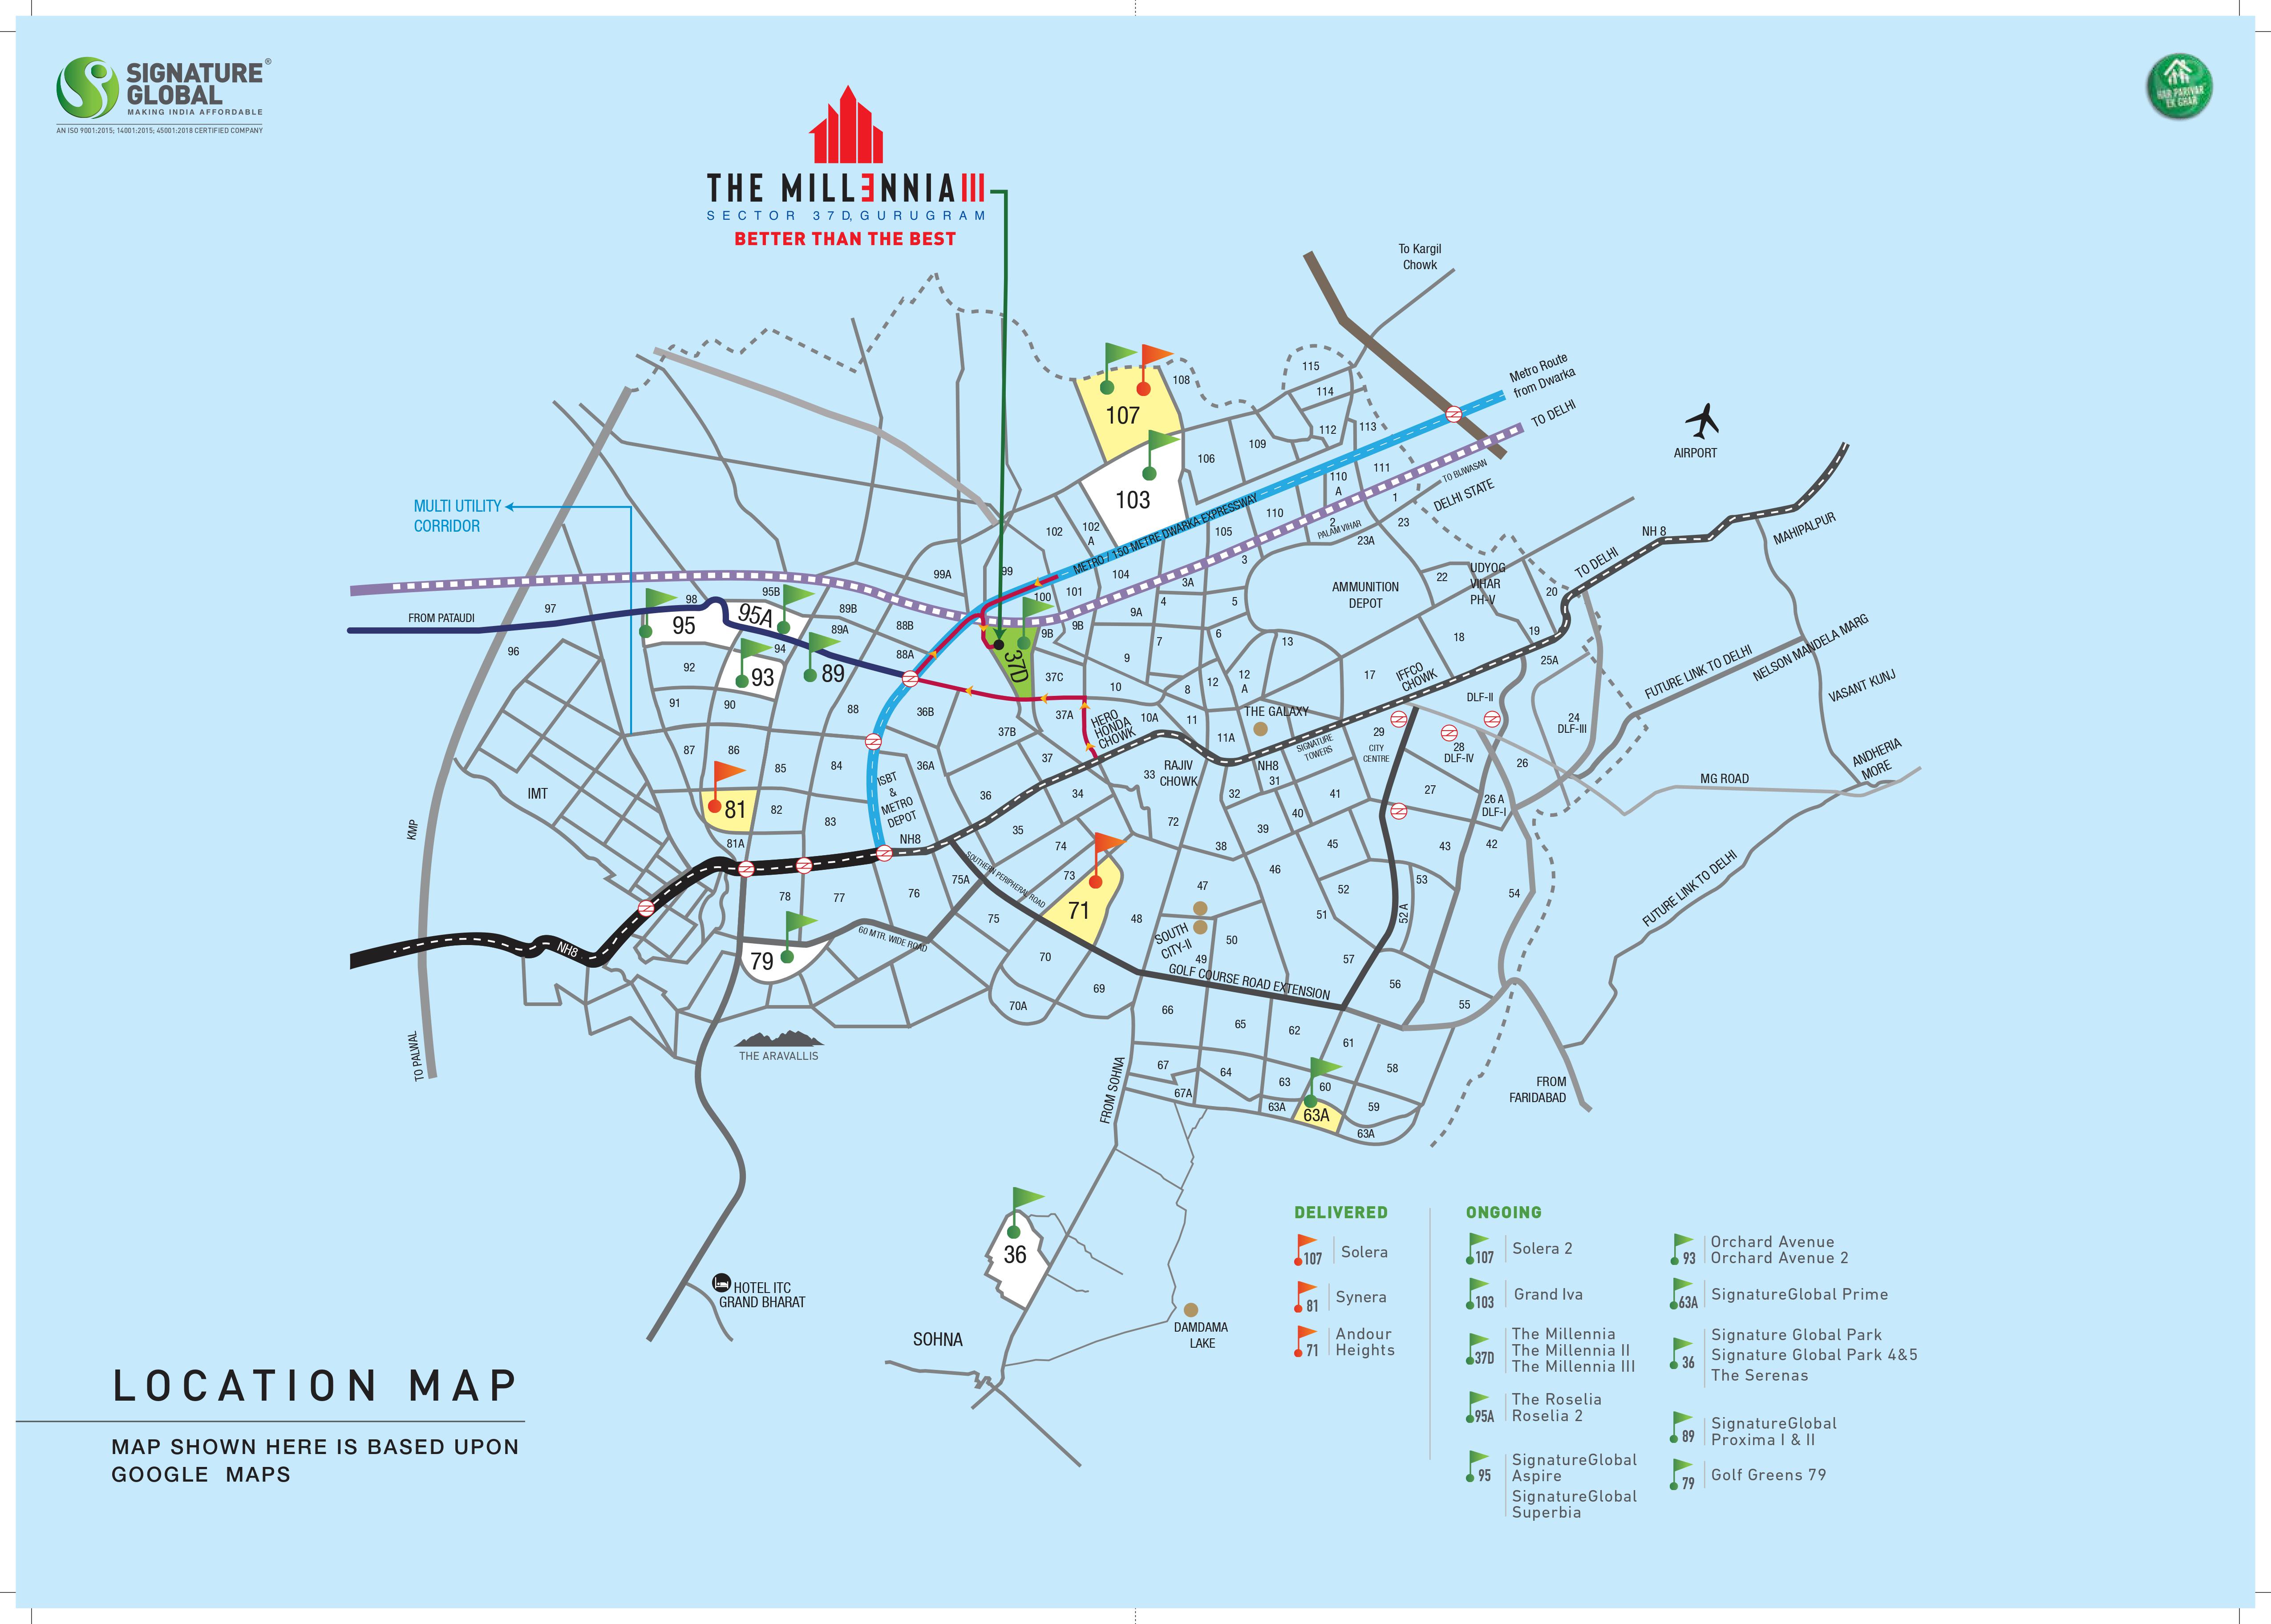 SIGNATURE®
GLOBAL
MAKING INDIA AFFORDABLE
AN ISO 9001:2015; 14001:2015; 45001:2018 CERTIFIED COMPANY
HAR PARIVAR
EK GHAR
THE MILLƎNNIA III
SECTOR 37D, GURUGRAM
BETTER THAN THE BEST
To Kargil
Chowk
Metro Route
from Dwarka
TO DELHI
AIRPORT
115
114
108
107
113
112
109
106
103
111
110
A
TO BIJWASAN
DELHI STATE
1
MULTI UTILITY
CORRIDOR
METRO / 150 METRE DWARKA EXPRESSWAY
102
102
A
105
110
2
PALAM VIHAR
23
23A
NH 8
MAHIPALPUR
TO DELHI
99A
99
104
3
3A
101
100
AMMUNITION
DEPOT
22
UDYOG
VIHAR
PH-V
20
FROM PATAUDI
97
98
95B
95
95A
89B
89A
88B
88A
9B
9B
9A
4
5
7
6
13
18
19
96
92
94
93
89
37D
37C
9
10
8
12
12
A
17
IFFCO
CHOWK
25A
FUTURE LINK TO DELHI
NELSON MANDELA MARG
VASANT KUNJ
91
90
88
36B
37A
HERO
HONDA
CHOWK
10A
11
THE GALAXY
DLF-II
24
DLF-III
87
86
85
84
36A
37B
37
11A
SIGNATURE
TOWERS
29
CITY
CENTRE
28
DLF-IV
26
ANDHERIA
MORE
MG ROAD
IMT
81
82
83
ISBT
&
METRO
DEPOT
36
34
33
RAJIV
CHOWK
NH8
31
32
41
40
27
26 A
DLF-I
KMP
81A
NH8
35
74
72
39
38
45
43
42
SOUTHERN PERIPHERAL ROAD
78
77
76
75A
73
71
47
46
52
53
54
FUTURE LINK TO DELHI
NH8
79
60 MTR. WIDE ROAD
75
70
48
SOUTH
CITY-II
50
49
51
52 A
57
56
GOLF COURSE ROAD EXTENSION
70A
69
66
65
62
61
55
TO PALWAL
THE ARAVALLIS
FROM SOHNA
67
67A
64
63
60
58
63A
63A
59
63A
FROM
FARIDABAD
36
HOTEL ITC
GRAND BHARAT
SOHNA
DAMDAMA
LAKE
DELIVERED
107 Solera
81 Synera
71 Andour
Heights
ONGOING
107 Solera 2
103 Grand Iva
37D The Millennia
The Millennia II
The Millennia III
95A The Roselia
Roselia 2
95 SignatureGlobal
Aspire
SignatureGlobal
Superbia
93 Orchard Avenue
Orchard Avenue 2
63A SignatureGlobal Prime
36 Signature Global Park
Signature Global Park 4&5
The Serenas
89 SignatureGlobal
Proxima I & II
79 Golf Greens 79
LOCATION MAP
MAP SHOWN HERE IS BASED UPON
GOOGLE MAPS